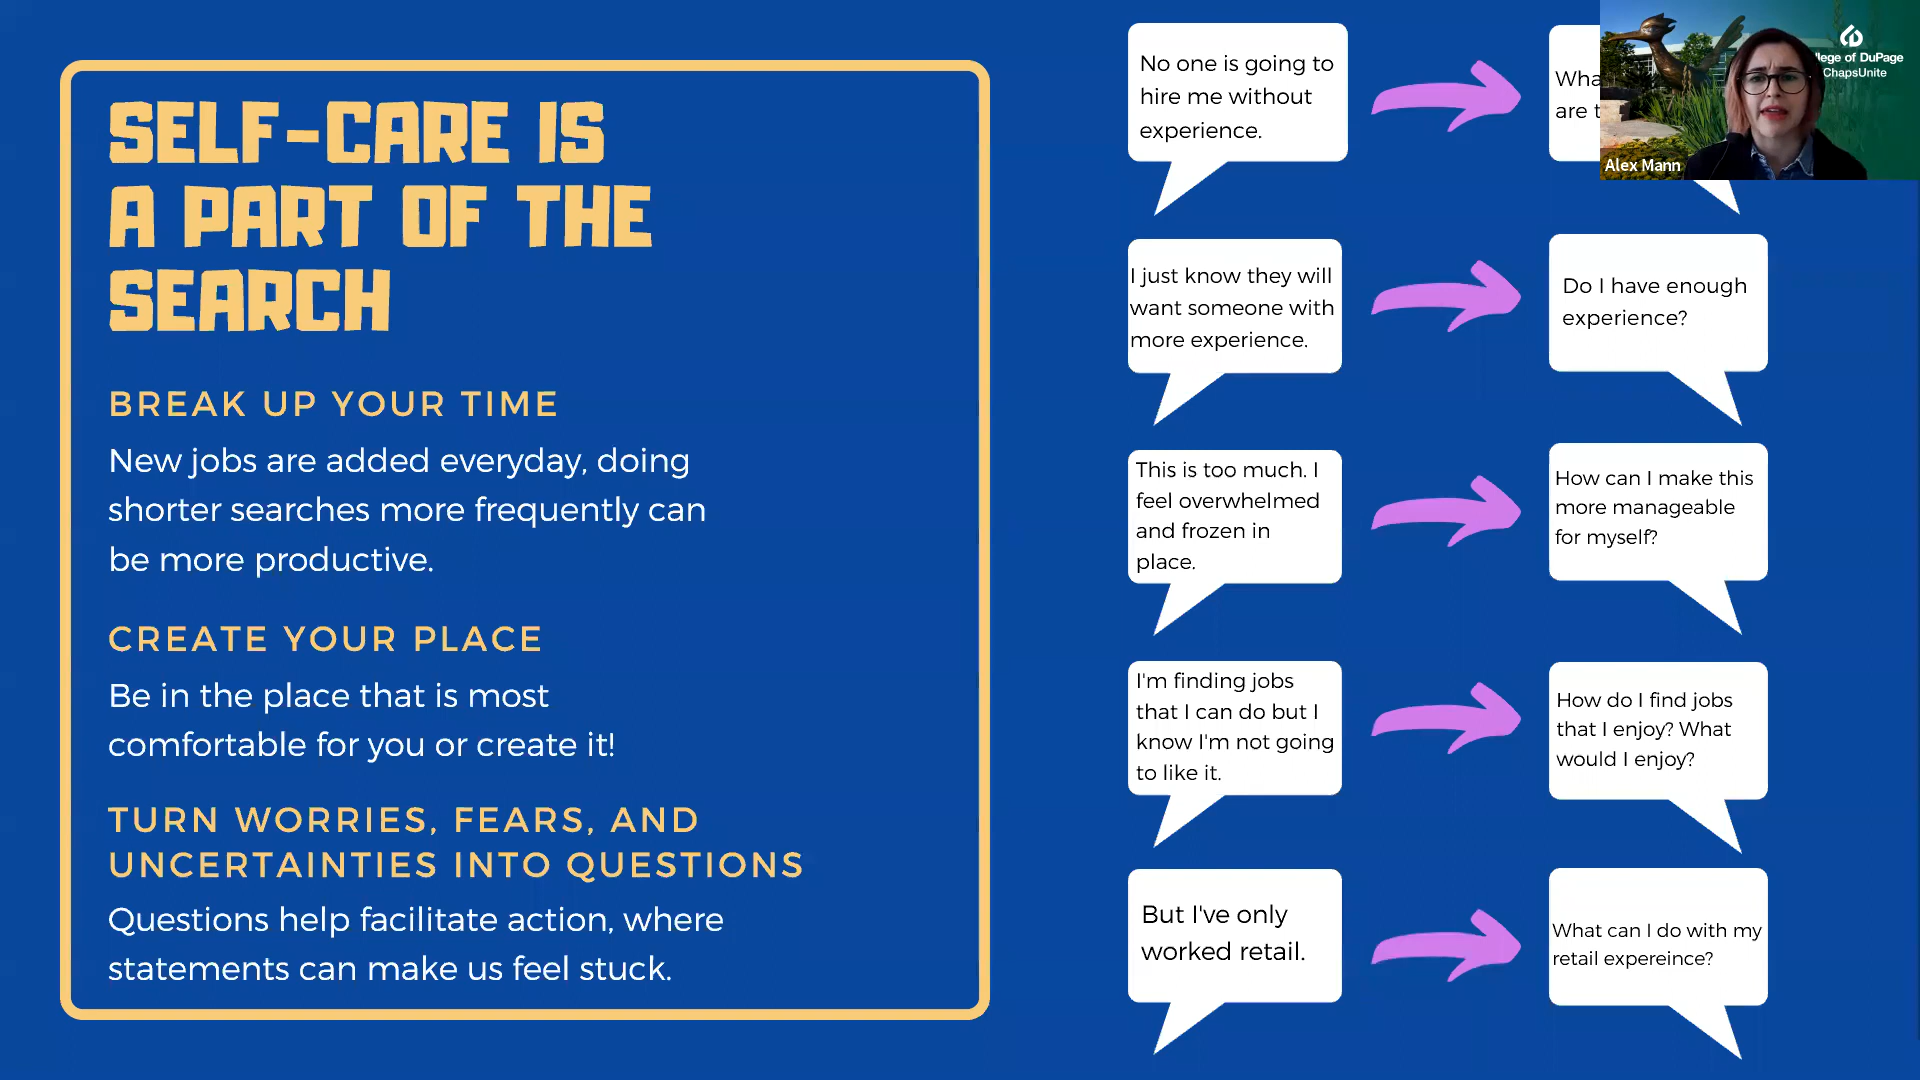 SELF-CARE IS
A PART OF THE
SEARCH
BREAK UP YOUR TIME
New jobs are added everyday, doing
shorter searches more frequently can
be more productive.
CREATE YOUR PLACE
Be in the place that is most
comfortable for you or create it!
TURN WORRIES, FEARS, AND
UNCERTAINTIES INTO QUESTIONS
Questions help facilitate action, where
statements can make us feel stuck.
No one is going to
hire me without
experience.
are
I just know they will
want someone with
more experience.
Do I have enough
experience?
This is too much. I
feel overwhelmed
and frozen in
place.
How can I make this
more manageable
for myself?
I'm finding jobs
that I can do but I
know I'm not going
to like it.
How do I find jobs
that I enjoy? What
would I enjoy?
But I've only
worked retail.
What can I do with my
retail expereince?
of DuPage
ChapsUnite
Alex Mann